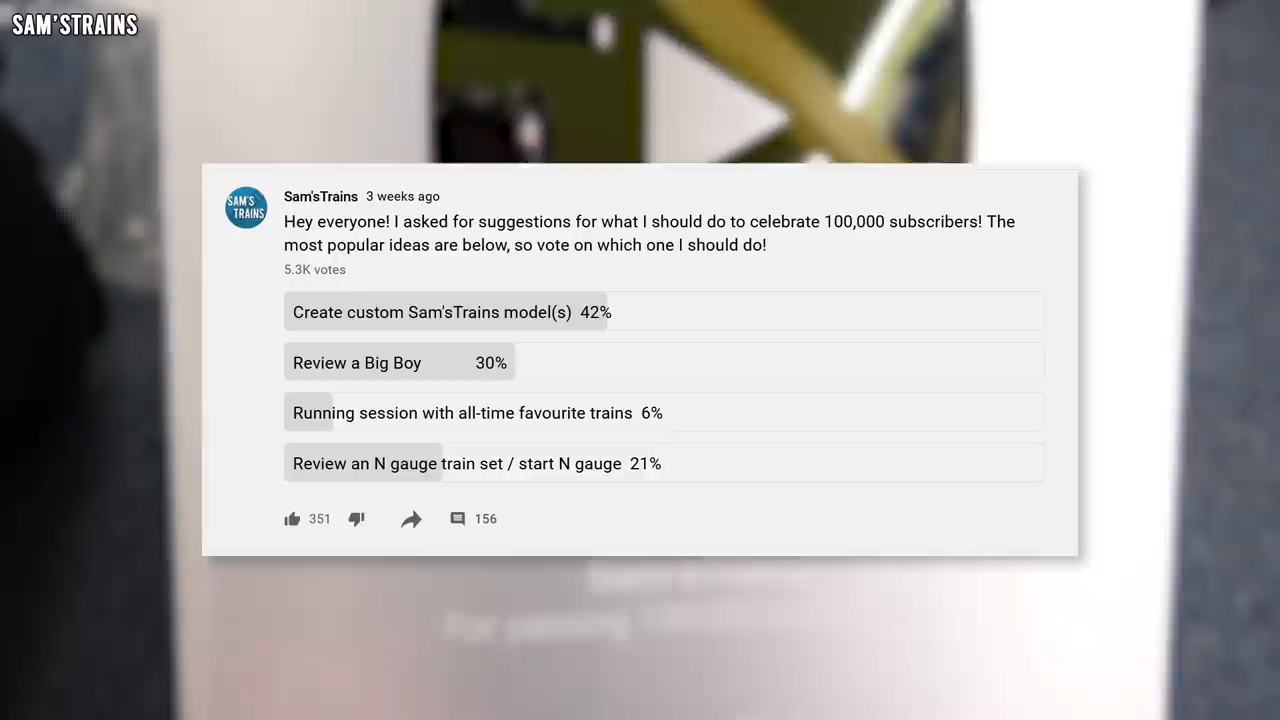 SAM'STRAINS
SAM'S
TRAINS
Sam'sTrains 3 weeks ago
Hey everyone! I asked for suggestions for what I should do to celebrate 100,000 subscribers! The
most popular ideas are below, so vote on which one I should do!
5.3K votes
Create custom Sam'sTrains model(s) 42%
Review a Big Boy 30%
Running session with all-time favourite trains 6%
Review an N gauge train set / start N gauge 21%
351 156
For passing